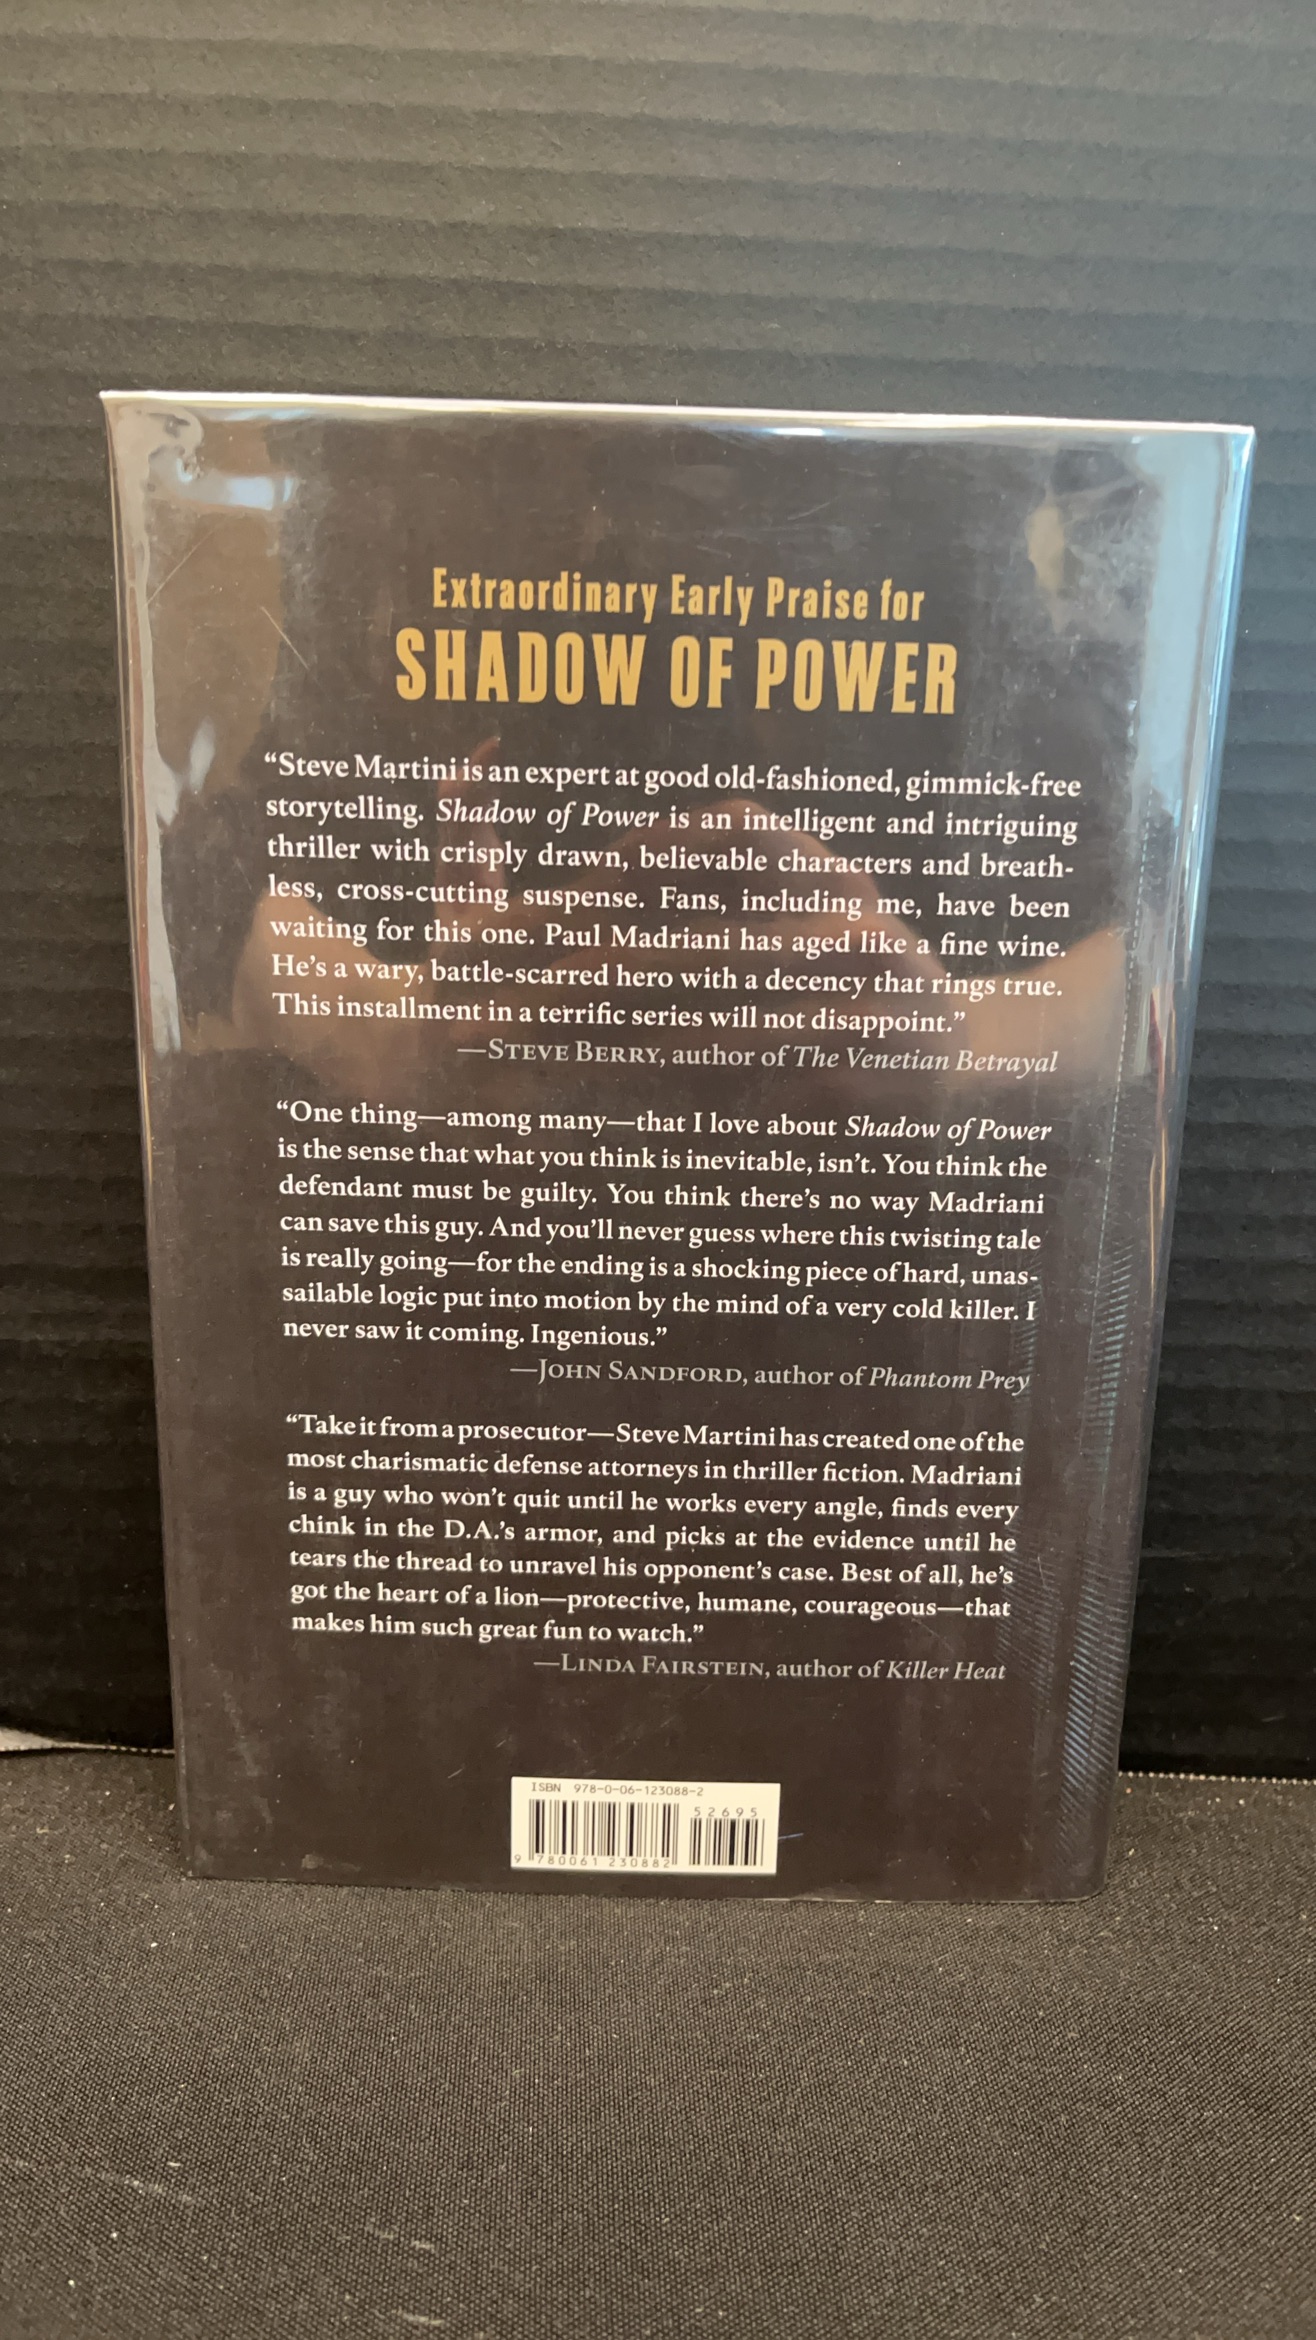 Extraordinary Early Praise for
SHADOW OF POWER
“Steve Martini is an expert at good old-fashioned, gimmick-free
storytelling. Shadow of Power is an intelligent and intriguing
thriller with crisply drawn, believable characters and breath-
less, cross-cutting suspense. Fans, including me, have been
waiting for this one. Paul Madriani has aged like a fine wine.
He’s a wary, battle-scarred hero with a decency that rings true.
This installment in a terrific series will not disappoint.”
—STEVE BERRY, author of The Venetian Betrayal
“One thing—among many—that I love about Shadow of Power
is the sense that what you think is inevitable, isn’t. You think the
defendant must be guilty. You think there’s no way Madriani
can save this guy. And you’ll never guess where this twisting tale
is really going—for the ending is a shocking piece of hard, unas-
sailable logic put into motion by the mind of a very cold killer. I
never saw it coming. Ingenious.”
—JOHN SANDFORD, author of Phantom Prey
“Take it from a prosecutor—Steve Martini has created one of the
most charismatic defense attorneys in thriller fiction. Madriani
is a guy who won’t quit until he works every angle, finds every
chink in the D.A.’s armor, and picks at the evidence until he
tears the thread to unravel his opponent’s case. Best of all, he’s
got the heart of a lion—protective, humane, courageous—that
makes him such great fun to watch.”
—LINDA FAIRSTEIN, author of Killer Heat
ISBN 978-0-06-123088-2
52695
9 780061 230882